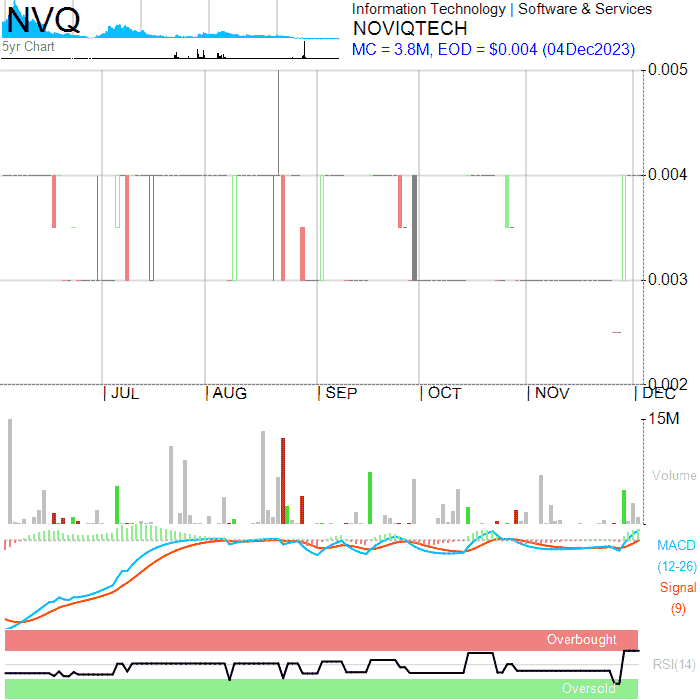 NVQ
5yr Chart
Information Technology | Software & Services
NOVIQTECH
MC = 3.8M, EOD = $0.004 (04Dec2023)
0.005
0.004
0.003
0.002
| JUL | AUG | SEP | OCT | NOV | DEC
15M
Volume
0M
MACD
(12-26)
Signal
(9)
Overbought
RSI(14)
Oversold